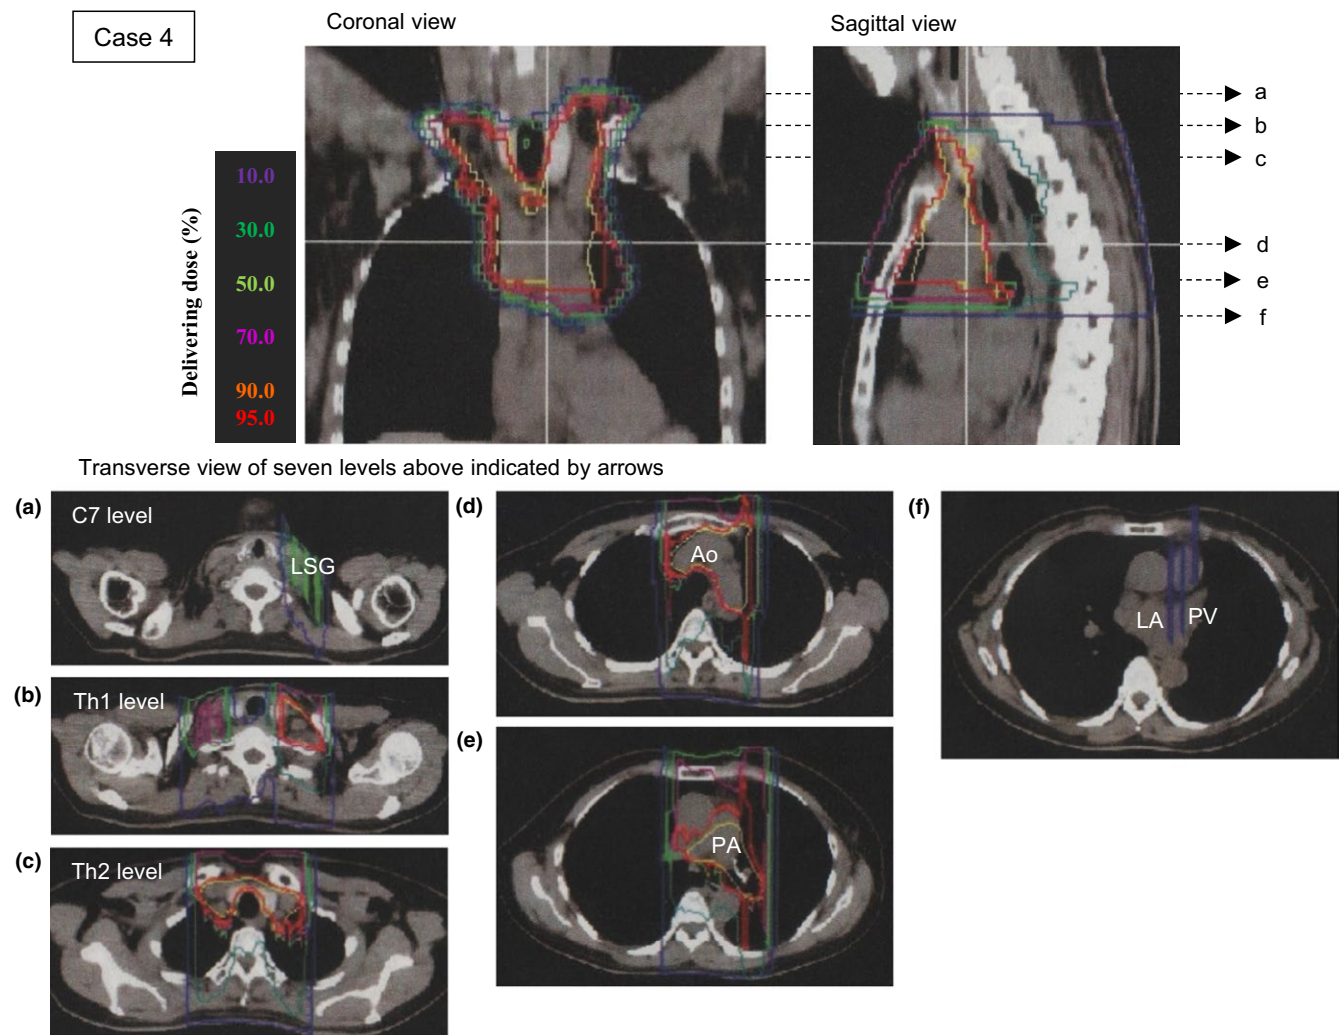 Case 4
Coronal view
Sagittal view
a
b
c
d
e
f
Delivering dose (%)
10.0
30.0
50.0
70.0
90.0
95.0
Transverse view of seven levels above indicated by arrows
(a)
C7 level
LSG
(b)
Th1 level
(c)
Th2 level
(d)
Ao
(e)
PA
(f)
LA
PV